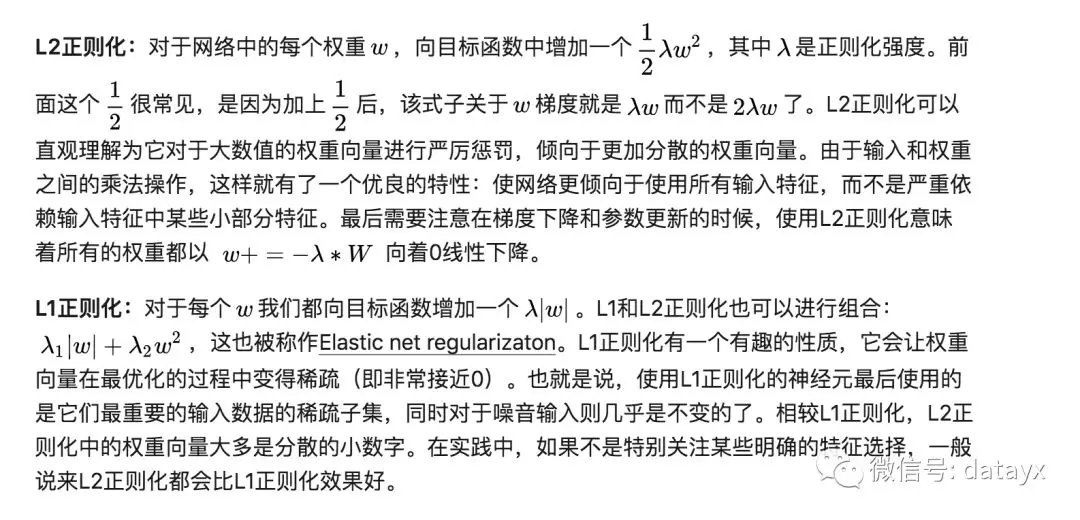 L2正则化：对于网络中的每个权重 w ，向目标函数中增加一个 \frac{1}{2}λw² ，其中 λ 是正则化强度。前
面这个 \frac{1}{2} 很常见，是因为加上 \frac{1}{2} 后，该式子关于 w 梯度就是 λw 而不是 2λw 了。L2正则化可以
直观理解为它对于大数值的权重向量进行严厉惩罚，倾向于更加分散的权重向量。由于输入和权重
之间的乘法操作，这样就有了一个优良的特性：使网络更倾向于使用所有输入特征，而不是严重依
赖输入特征中某些小部分特征。最后需要注意在梯度下降和参数更新的时候，使用L2正则化意味
着所有的权重都以 w+=−λ∗W 向着0线性下降。
L1正则化：对于每个 w 我们都向目标函数增加一个 λ|w| 。L1和L2正则化也可以进行组合：
λ₁|w|+λ₂w² ，这也被称作Elastic net regularizaton。L1正则化有一个有趣的性质，它会让权重
向量在最优化的过程中变得稀疏（即非常接近0）。也就是说，使用L1正则化的神经元最后使用的
是它们最重要的输入数据的稀疏子集，同时对于噪音输入则几乎是不变的了。相较L1正则化，L2正
则化中的权重向量大多是分散的小数字。在实践中，如果不是特别关注某些明确的特征选择，一般
说来L2正则化都会比L1正则化效果好。
微信号: datayx